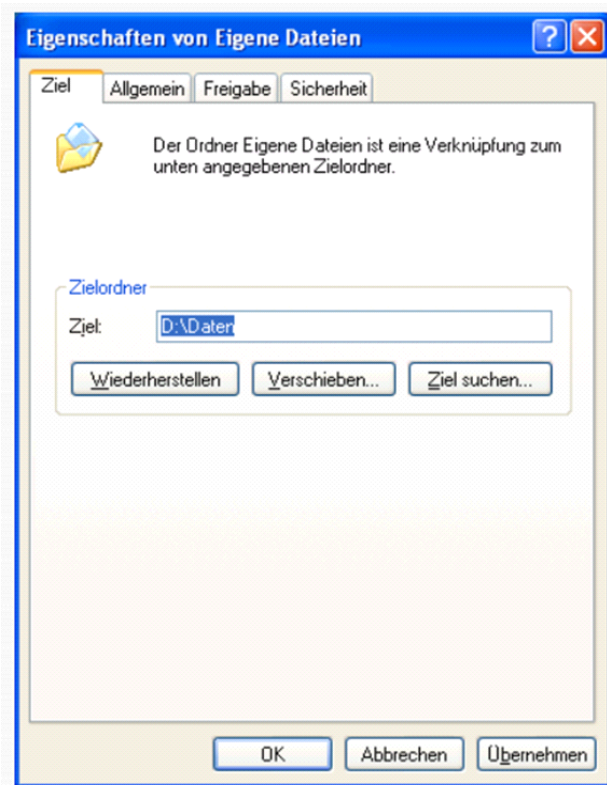 Eigenschaften von Eigene Dateien
Ziel Allgemein Freigabe Sicherheit
Der Ordner Eigene Dateien ist eine Verknüpfung zum
unten angegebenen Zielordner.
Zielordner
Ziel: D:\Daten
Wiederherstellen Verschieben... Ziel suchen...
OK Abbrechen Übernehmen